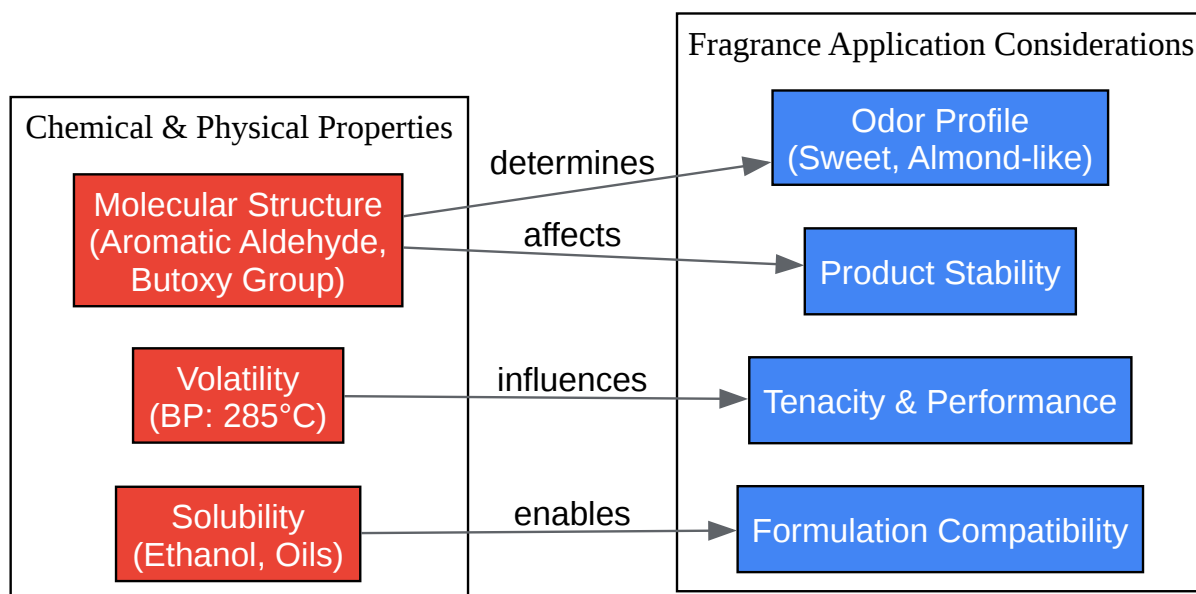 Chemical & Physical Properties
Molecular Structure
(Aromatic Aldehyde,
Butoxy Group)
Volatility
(BP: 285°C)
Solubility
(Ethanol, Oils)
determines
affects
influences
enables
Fragrance Application Considerations
Odor Profile
(Sweet, Almond-like)
Product Stability
Tenacity & Performance
Formulation Compatibility